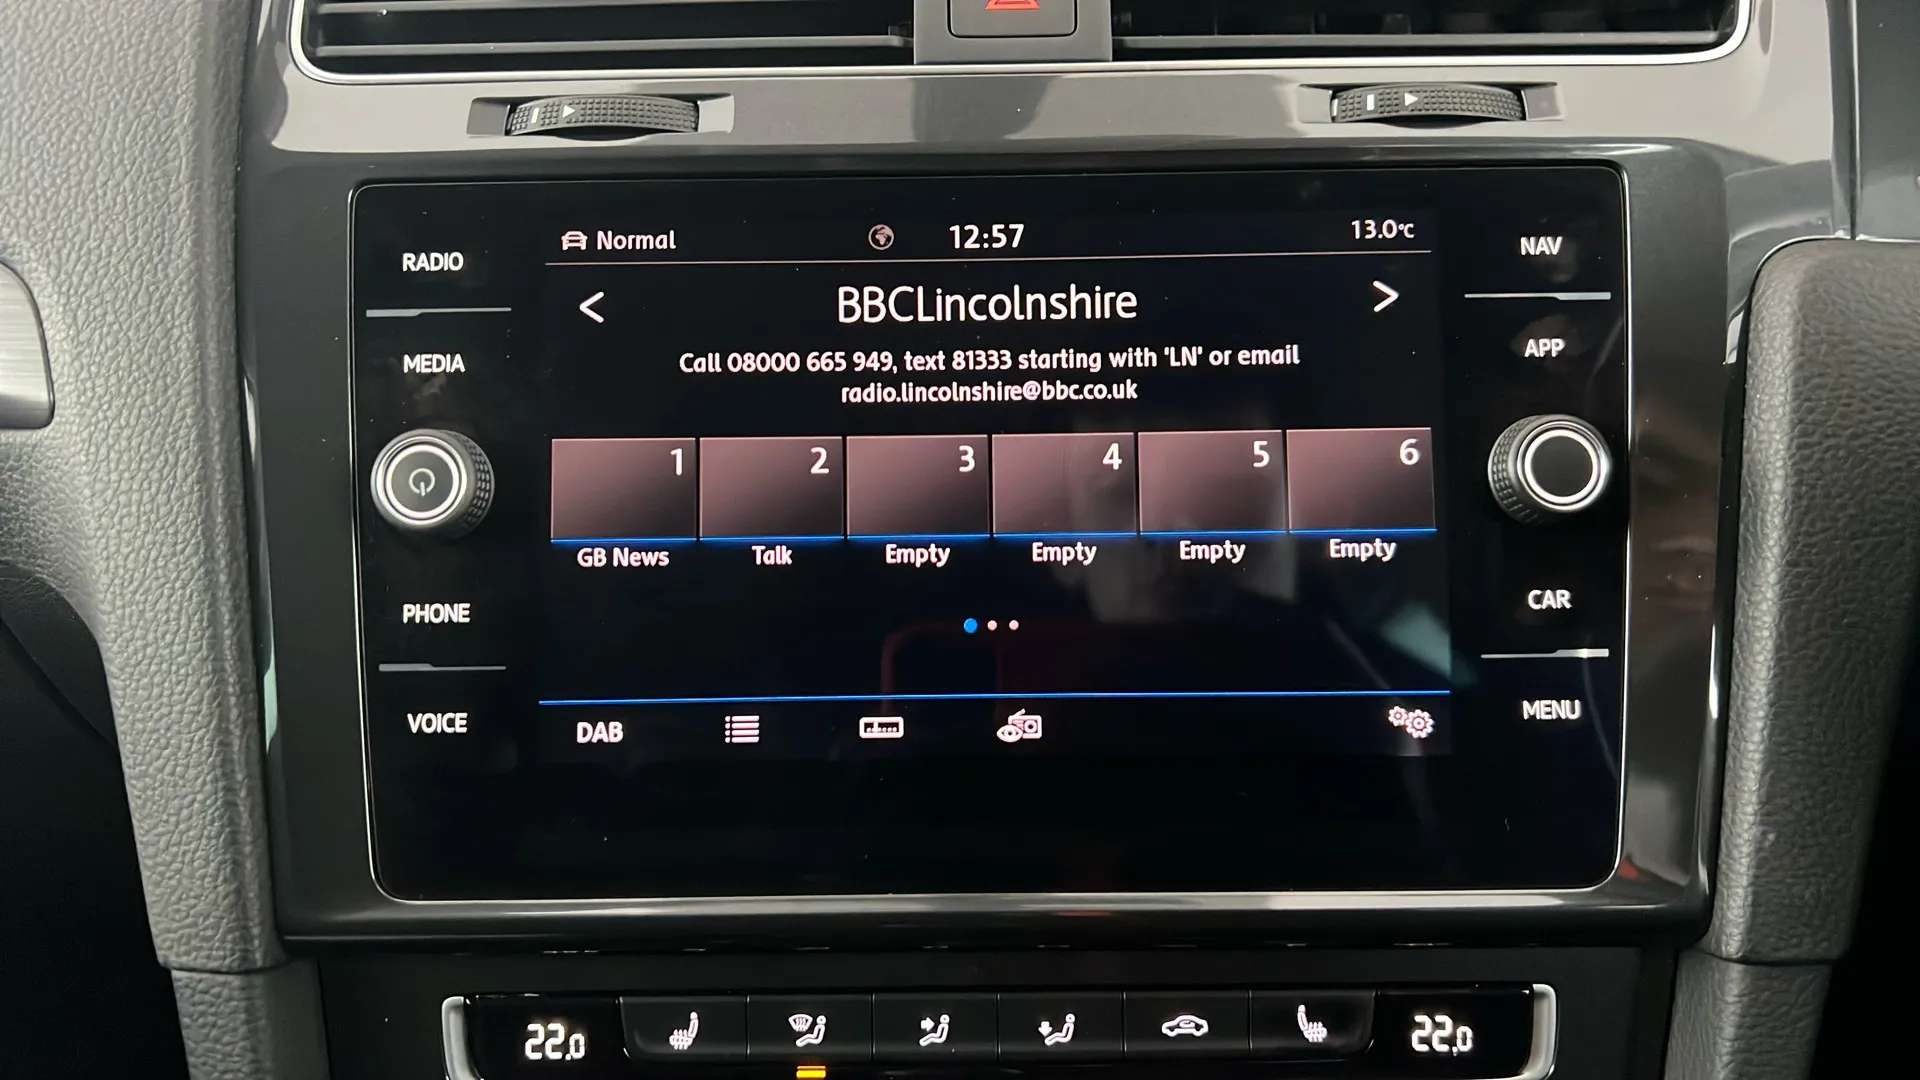 RADIO
MEDIA
PHONE
VOICE
Normal
12:57
13.0°C
< BBCLincolnshire >
Call 08000 665 949, text 81333 starting with 'LN' or email
radio.lincolnshire@bbc.co.uk
1 2 3 4 5 6
GB News Talk Empty Empty Empty Empty
DAB
NAV
APP
CAR
MENU
22.0 22.0